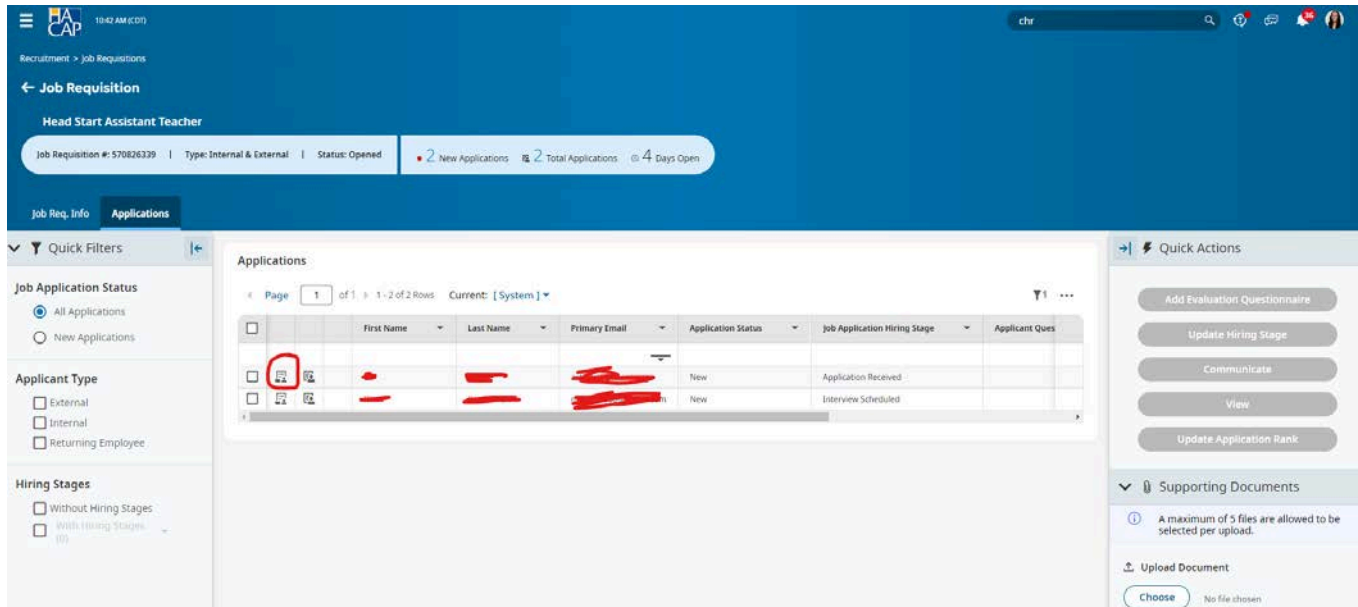 HACAP 10:42 AM (CDT) chr 36
Recruitment > Job Requisitions
← Job Requisition
Head Start Assistant Teacher
Job Requisition #: 570826339 | Type: Internal & External | Status: Opened 2 New Applications 2 Total Applications 4 Days Open
Job Req. Info Applications
Quick Filters
Job Application Status
All Applications
New Applications
Applicant Type
External
Internal
Returning Employee
Hiring Stages
Without Hiring Stages
With Hiring Stages
(0)
Applications
Page 1 of 1 1 - 2 of 2 Rows Current: [ System ] 1 ...
First Name Last Name Primary Email Application Status Job Application Hiring Stage Applicant Ques
New Application Received
m New Interview Scheduled
Quick Actions
Add Evaluation Questionnaire
Update Hiring Stage
Communicate
View
Update Application Rank
Supporting Documents
A maximum of 5 files are allowed to be
selected per upload.
Upload Document
Choose No file chosen